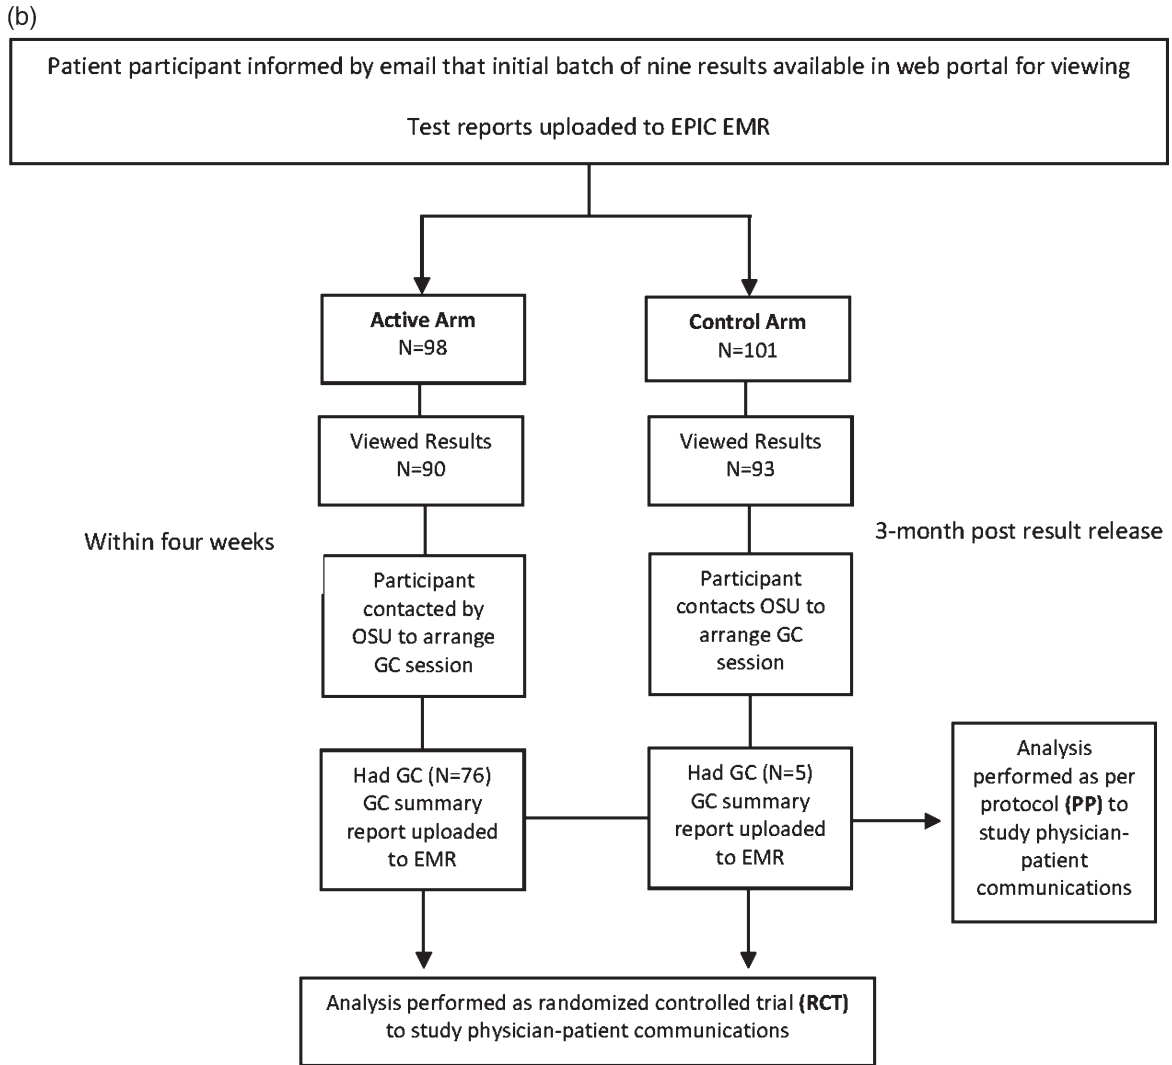 (b)
Patient participant informed by email that initial batch of nine results available in web portal for viewing
Test reports uploaded to EPIC EMR
Active Arm
N=98
Control Arm
N=101
Viewed Results
N=90
Viewed Results
N=93
Within four weeks
3-month post result release
Participant
contacted by
OSU to arrange
GC session
Participant
contacts OSU to
arrange GC
session
Had GC (N=76)
GC summary
report uploaded
to EMR
Had GC (N=5)
GC summary
report uploaded
to EMR
Analysis
performed as per
protocol (PP) to
study physician-
patient
communications
Analysis performed as randomized controlled trial (RCT)
to study physician-patient communications